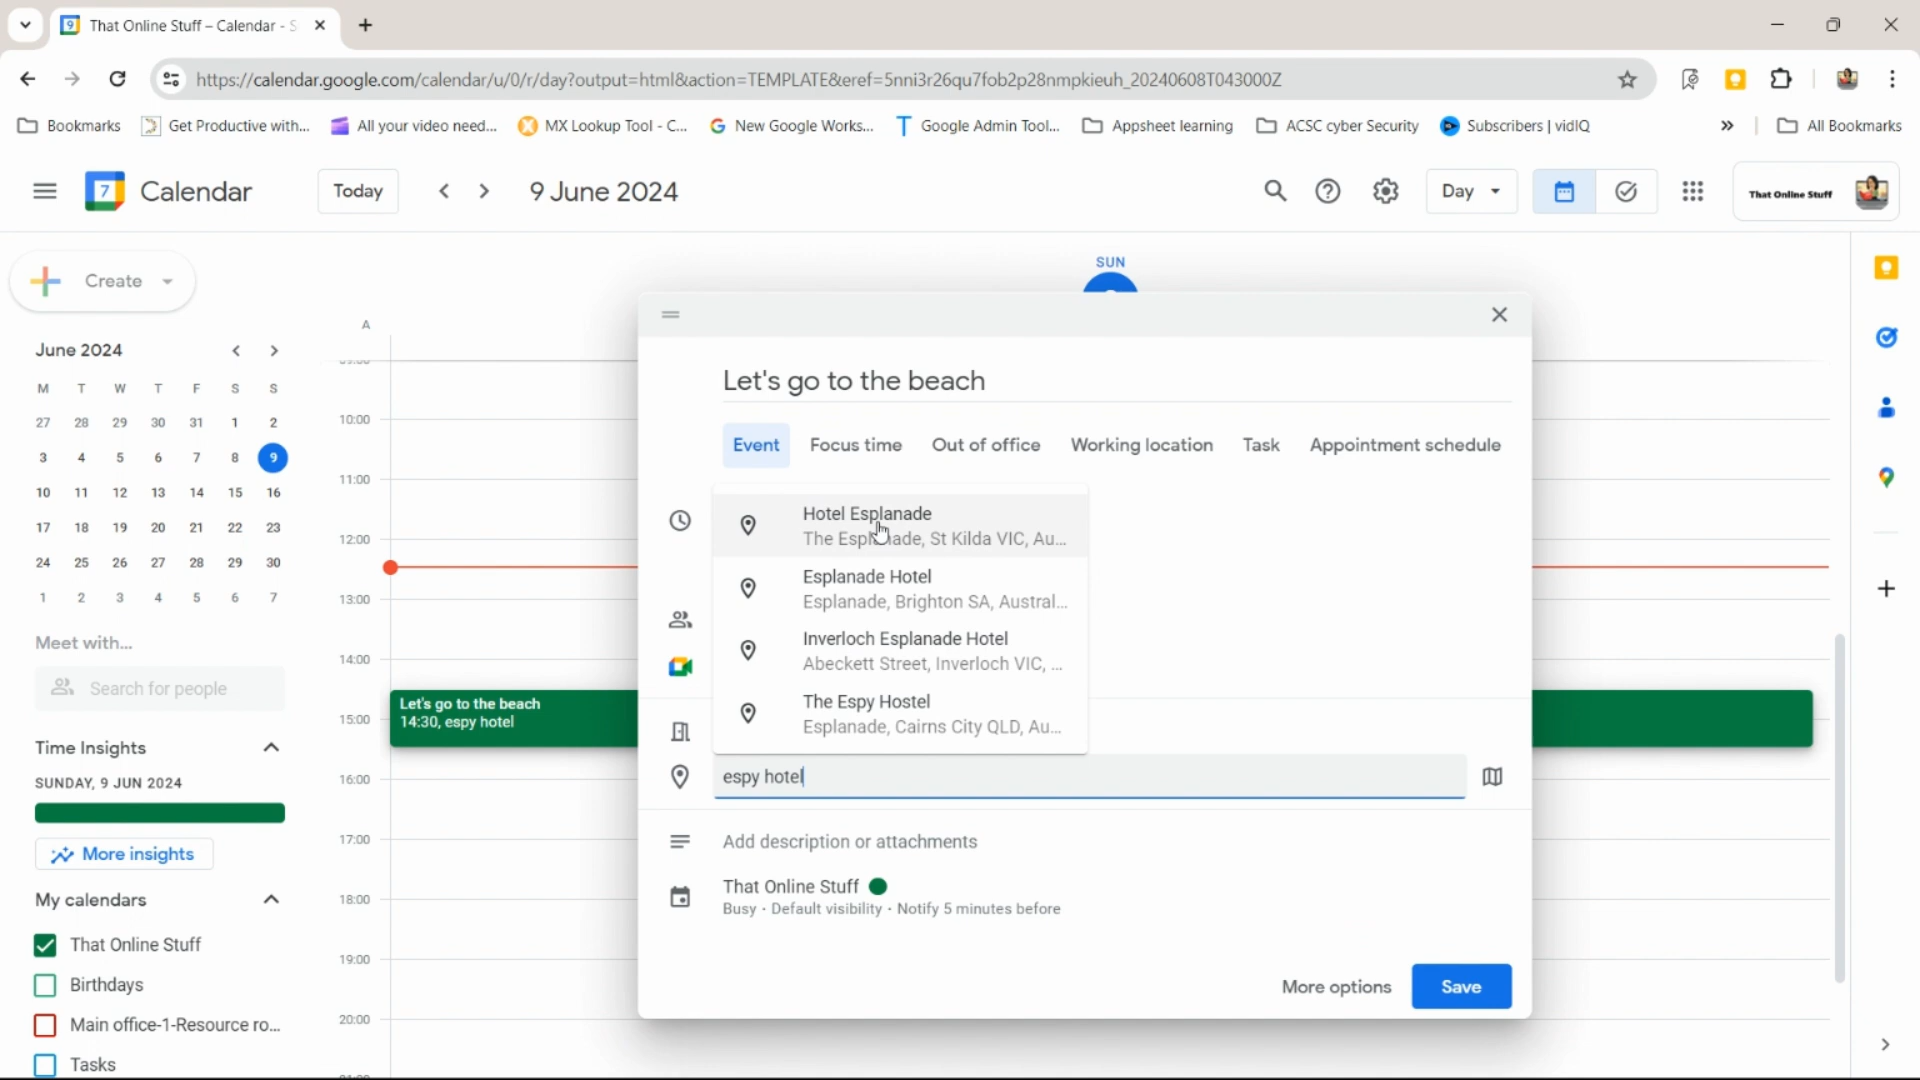 That Online Stuff – Calendar - S
https://calendar.google.com/calendar/u/0/r/day?output=html&action=TEMPLATE&eref=5nni3r26qu7fob2p28nmpkieuh_20240608T043000Z
Bookmarks Get Productive with... All your video need... MX Lookup Tool - C... New Google Works... Google Admin Tool... Appsheet learning ACSC cyber Security Subscribers | vidIQ » All Bookmarks
7 Calendar Today 9 June 2024 Day That Online Stuff
Create
SUN
A
June 2024
M T W T F S S
27 28 29 30 31 1 2
3 4 5 6 7 8 9
10 11 12 13 14 15 16
17 18 19 20 21 22 23
24 25 26 27 28 29 30
1 2 3 4 5 6 7
Meet with...
Search for people
Time Insights
SUNDAY, 9 JUN 2024
More insights
My calendars
That Online Stuff
Birthdays
Main office-1-Resource ro...
Tasks
10:00
11:00
12:00
13:00
14:00
15:00
16:00
17:00
18:00
19:00
20:00
Let's go to the beach
14:30, espy hotel
Let's go to the beach
Event Focus time Out of office Working location Task Appointment schedule
Hotel Esplanade
The Esplanade, St Kilda VIC, Au...
Esplanade Hotel
Esplanade, Brighton SA, Austral...
Inverloch Esplanade Hotel
Abeckett Street, Inverloch VIC, ...
The Espy Hostel
Esplanade, Cairns City QLD, Au...
espy hotel
Add description or attachments
That Online Stuff
Busy · Default visibility · Notify 5 minutes before
More options Save